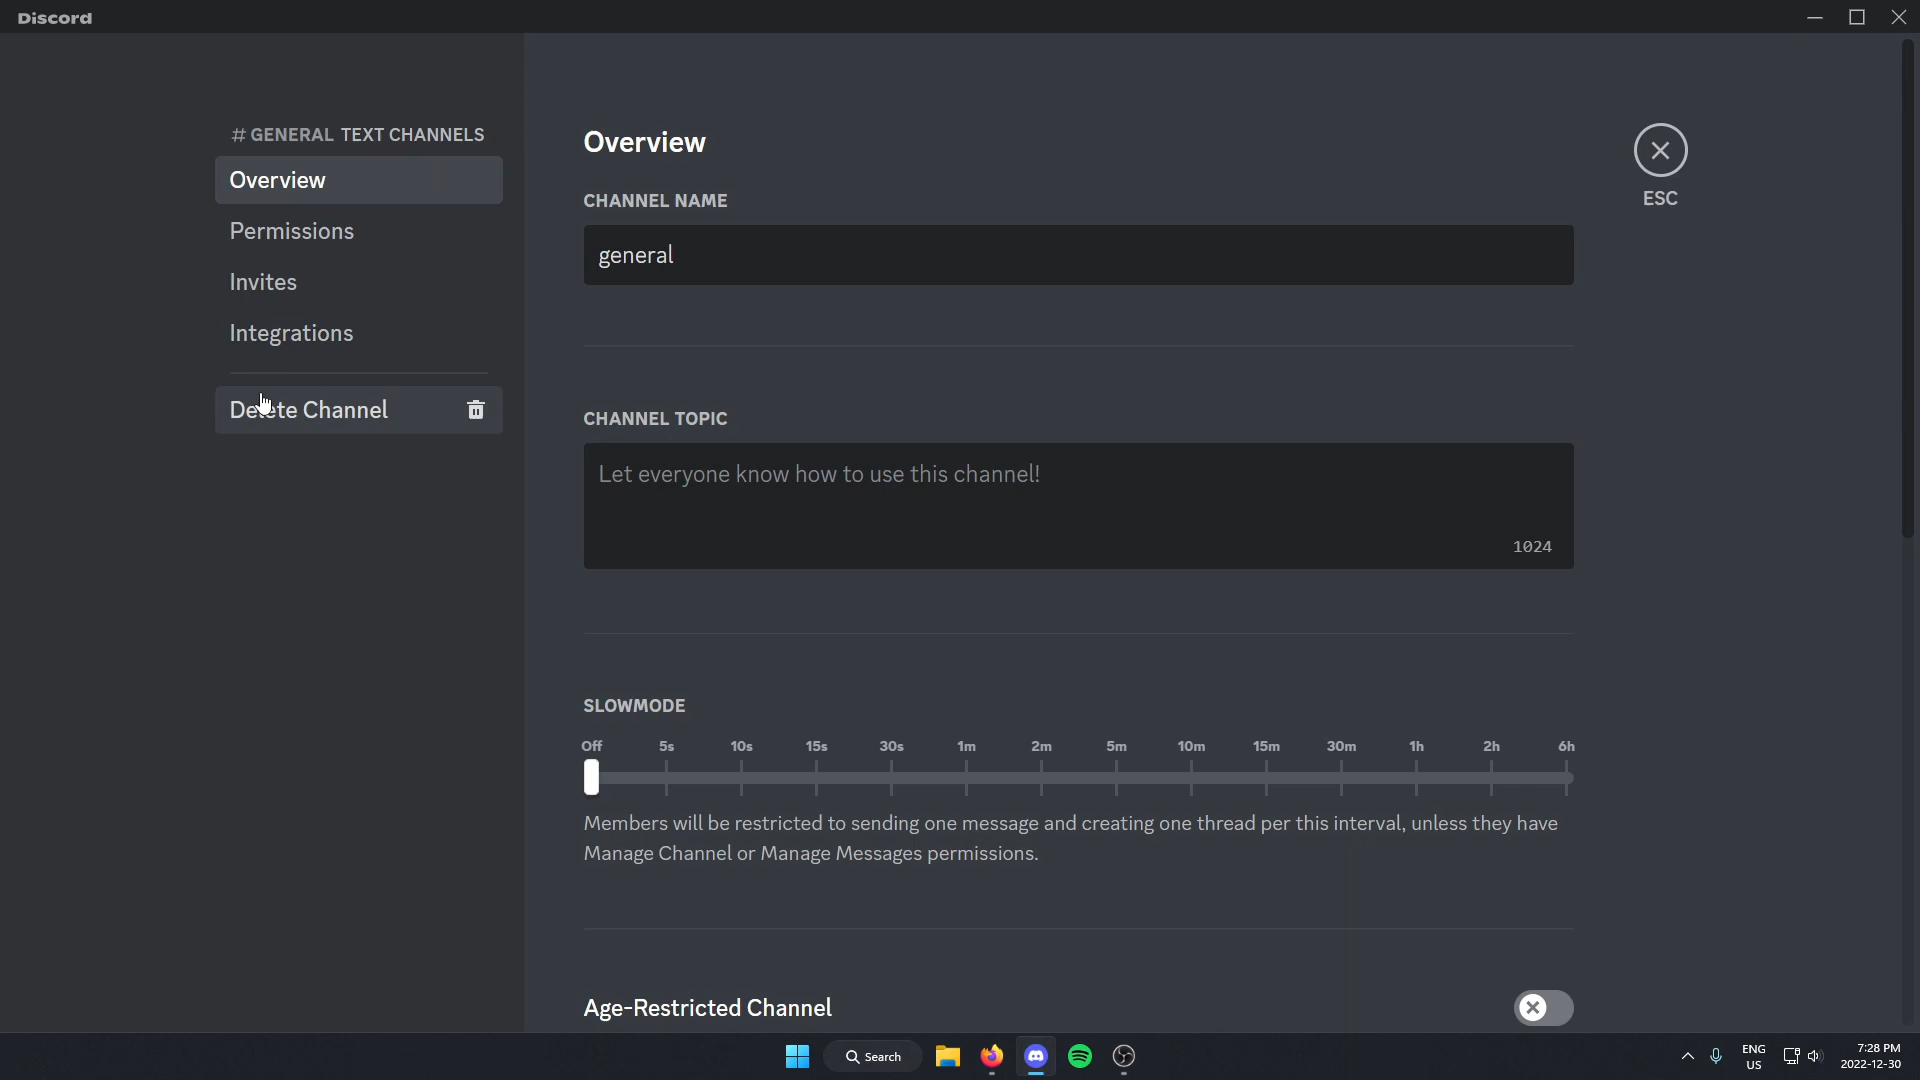 Discord
# GENERAL TEXT CHANNELS
Overview
Permissions
Invites
Integrations
Delete Channel
Overview
CHANNEL NAME
general
CHANNEL TOPIC
Let everyone know how to use this channel!
1024
SLOWMODE
Off 5s 10s 15s 30s 1m 2m 5m 10m 15m 30m 1h 2h 6h
Members will be restricted to sending one message and creating one thread per this interval, unless they have
Manage Channel or Manage Messages permissions.
Age-Restricted Channel
ESC
Search
ENG
US
7:28 PM
2022-12-30